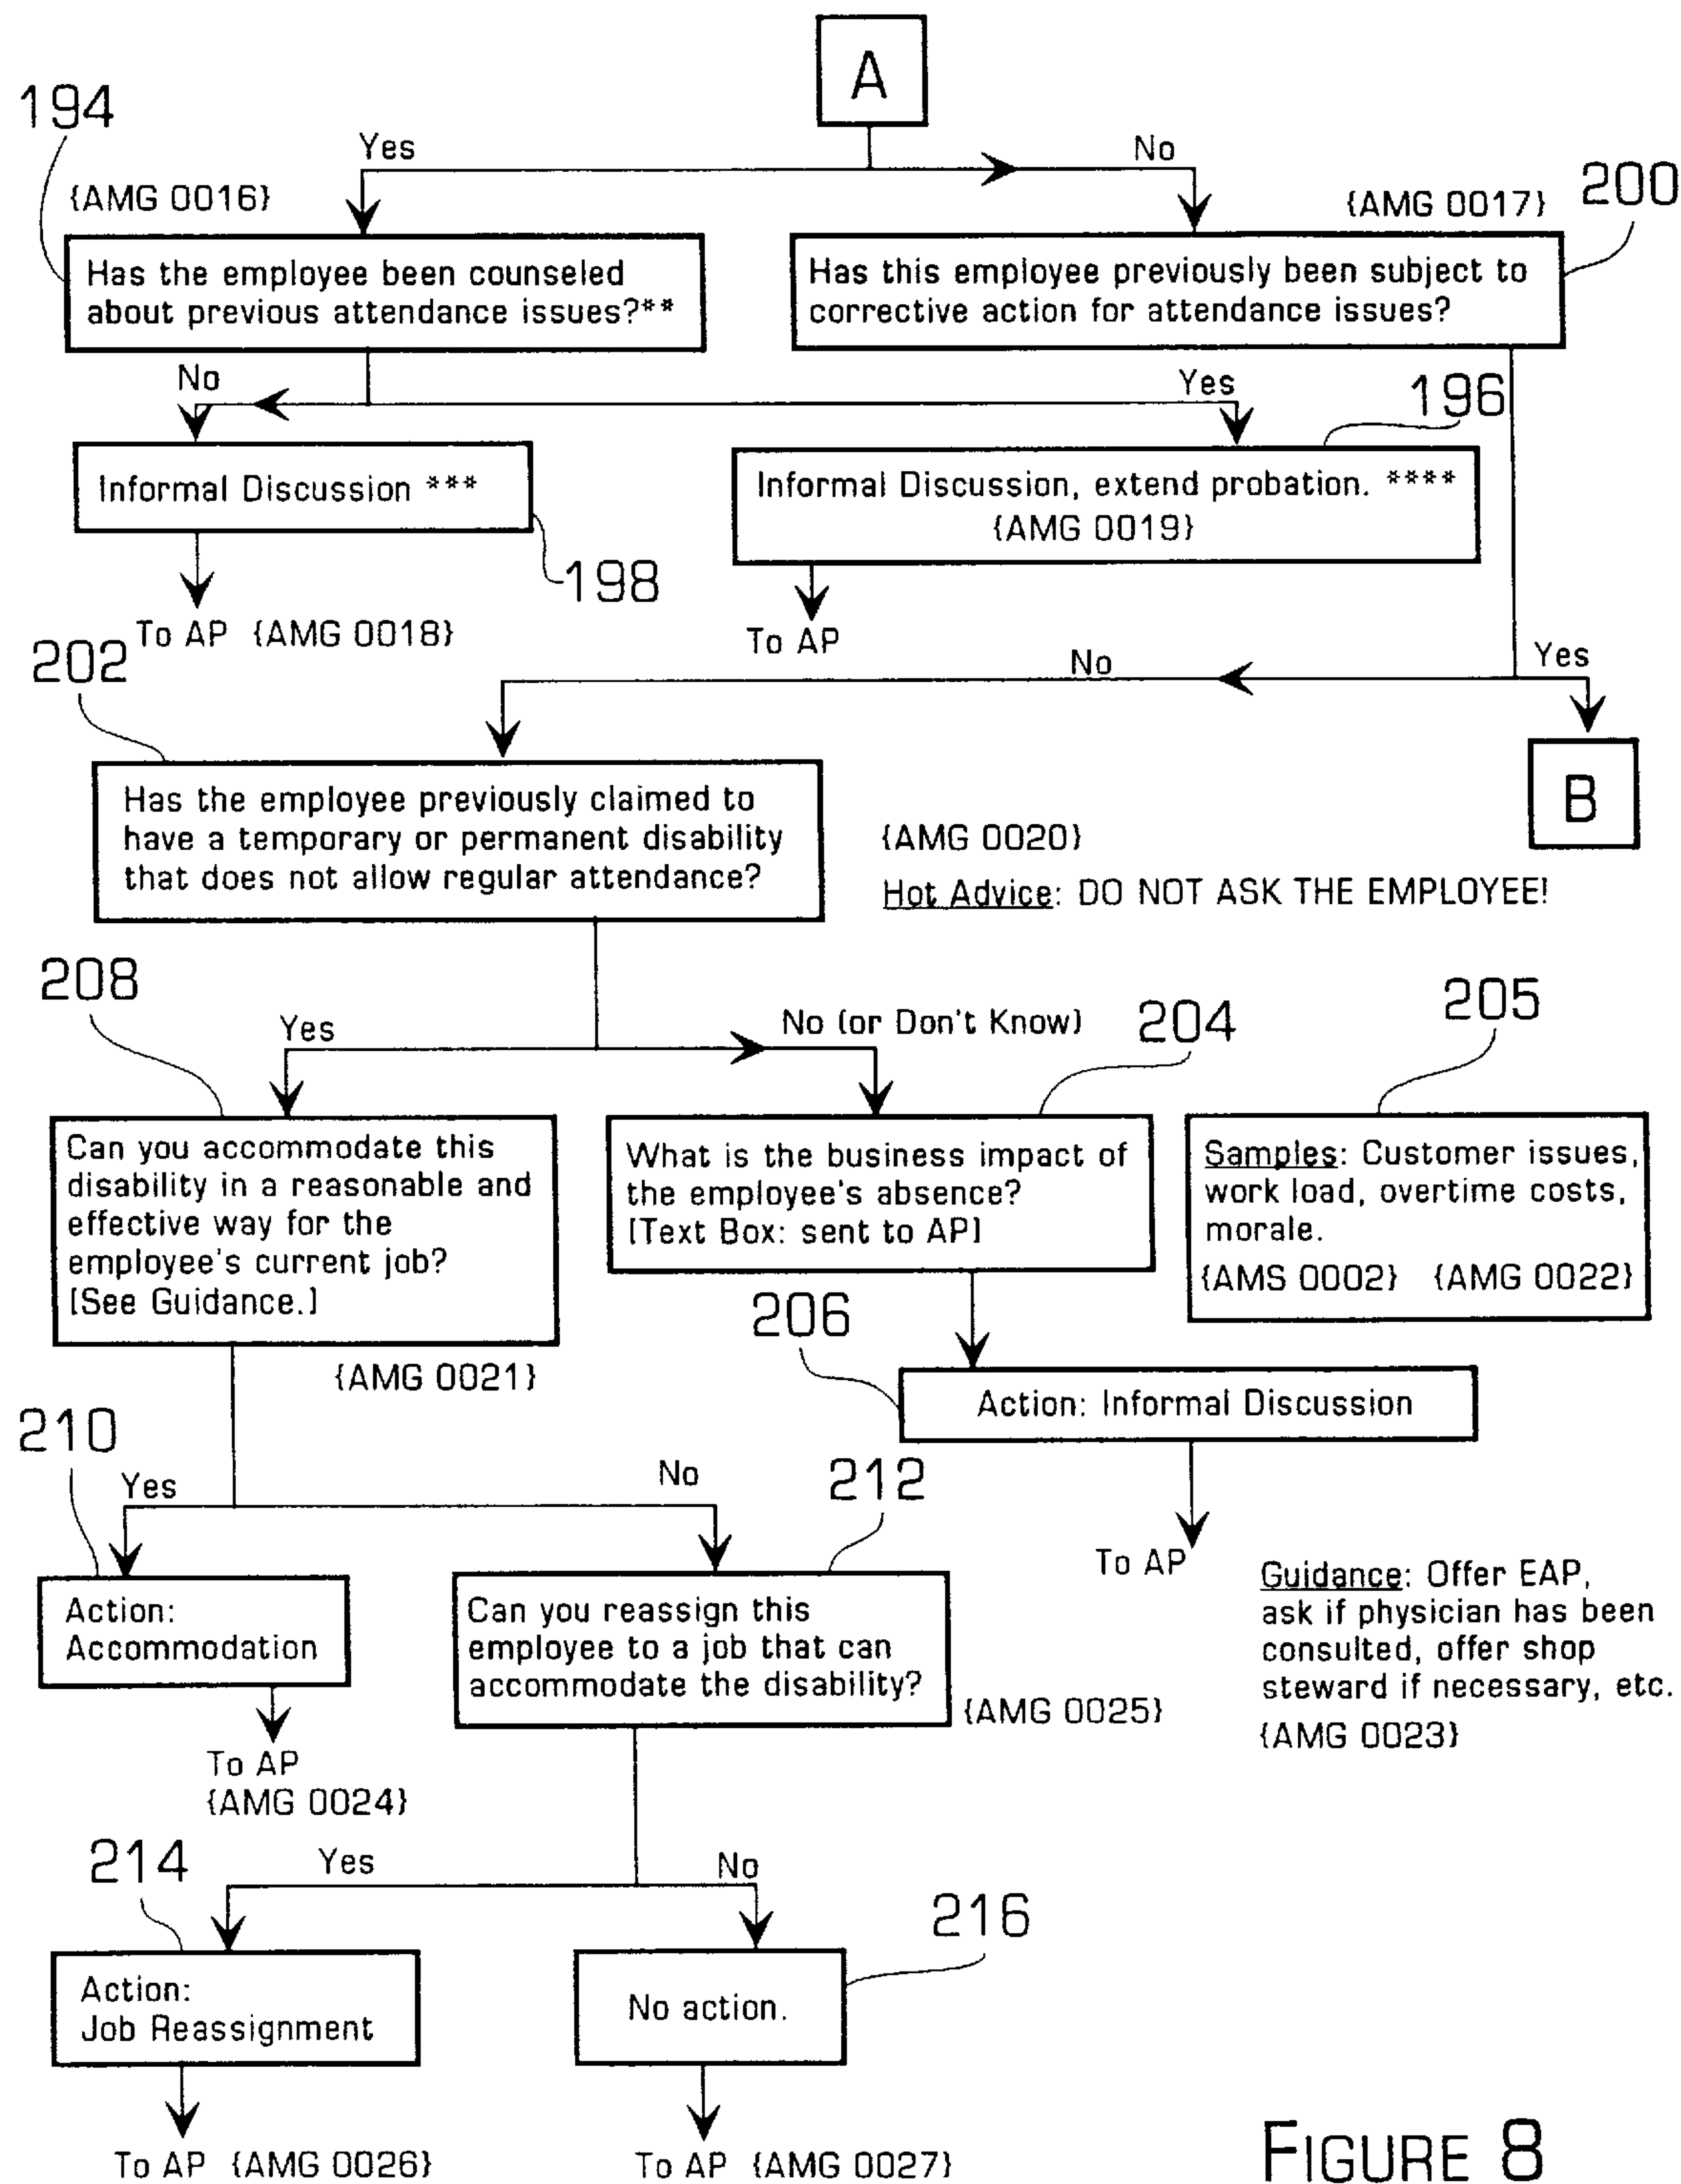 A
194
Yes
No
{AMG 0016}
{AMG 0017}
200
Has the employee been counseled
about previous attendance issues?**
Has this employee previously been subject to
corrective action for attendance issues?
No
Yes
196
Informal Discussion ***
Informal Discussion, extend probation. ****
{AMG 0019}
198
To AP {AMG 0018}
To AP
202
No
Yes
B
Has the employee previously claimed to
have a temporary or permanent disability
that does not allow regular attendance?
{AMG 0020}
Hot Advice: DO NOT ASK THE EMPLOYEE!
208
Yes
No (or Don't Know)
204
205
Can you accommodate this
disability in a reasonable and
effective way for the
employee's current job?
[See Guidance.]
What is the business impact of
the employee's absence?
[Text Box: sent to AP]
Samples: Customer issues,
work load, overtime costs,
morale.
{AMS 0002} {AMG 0022}
206
{AMG 0021}
Action: Informal Discussion
210
Yes
No
212
To AP
Action:
Accommodation
Can you reassign this
employee to a job that can
accommodate the disability?
{AMG 0025}
Guidance: Offer EAP,
ask if physician has been
consulted, offer shop
steward if necessary, etc.
{AMG 0023}
To AP
{AMG 0024}
214
Yes
No
216
Action:
Job Reassignment
No action.
To AP {AMG 0026}
To AP {AMG 0027}
FIGURE 8